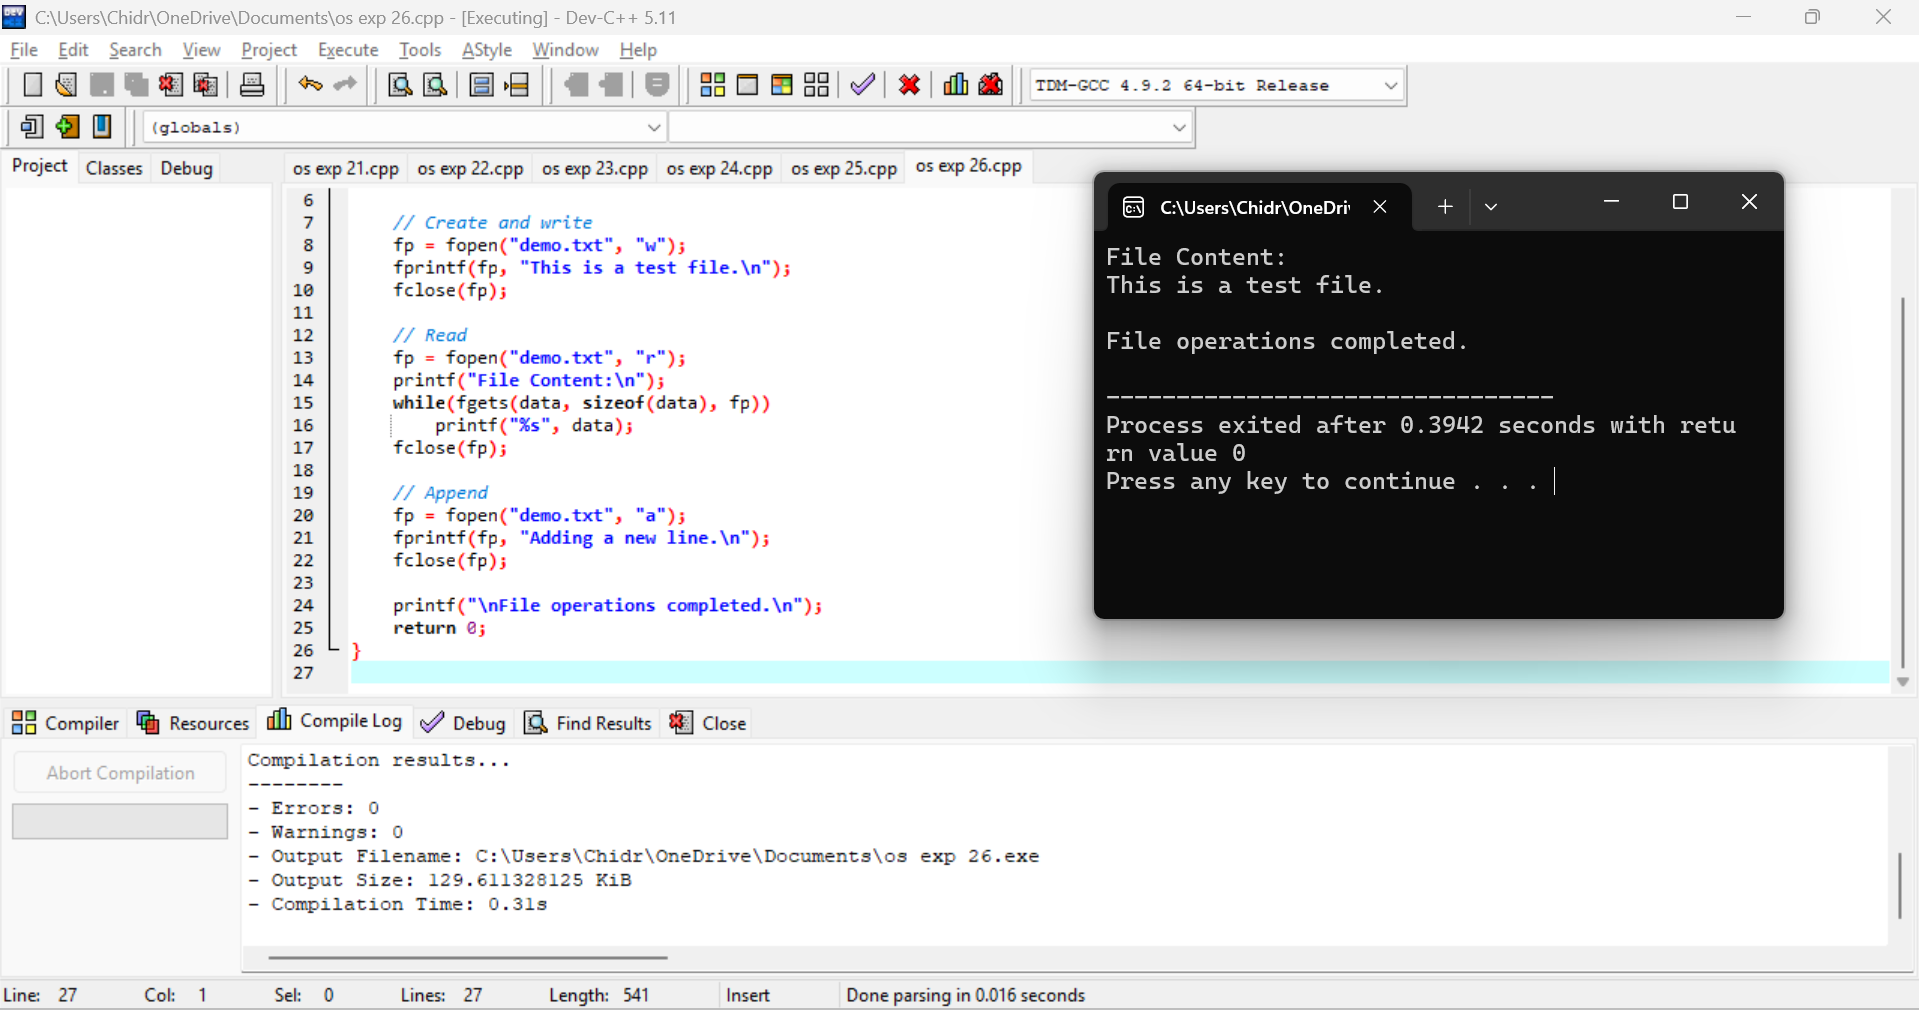 C:\Users\Chidr\OneDrive\Documents\os exp 26.cpp - [Executing] - Dev-C++ 5.11
File Edit Search View Project Execute Tools AStyle Window Help
TDM-GCC 4.9.2 64-bit Release
(globals)
Project Classes Debug
os exp 21.cpp os exp 22.cpp os exp 23.cpp os exp 24.cpp os exp 25.cpp os exp 26.cpp
6
7 // Create and write
8 fp = fopen("demo.txt", "w");
9 fprintf(fp, "This is a test file.\n");
10 fclose(fp);
11
12 // Read
13 fp = fopen("demo.txt", "r");
14 printf("File Content:\n");
15 while(fgets(data, sizeof(data), fp))
16 printf("%s", data);
17 fclose(fp);
18
19 // Append
20 fp = fopen("demo.txt", "a");
21 fprintf(fp, "Adding a new line.\n");
22 fclose(fp);
23
24 printf("\nFile operations completed.\n");
25 return 0;
26 }
27
C:\Users\Chidr\OneDri
File Content:
This is a test file.
File operations completed.
--------------------------------
Process exited after 0.3942 seconds with retu
rn value 0
Press any key to continue . . .
Compiler Resources Compile Log Debug Find Results Close
Abort Compilation
Compilation results...
--------
- Errors: 0
- Warnings: 0
- Output Filename: C:\Users\Chidr\OneDrive\Documents\os exp 26.exe
- Output Size: 129.611328125 KiB
- Compilation Time: 0.31s
Line: 27 Col: 1 Sel: 0 Lines: 27 Length: 541 Insert Done parsing in 0.016 seconds